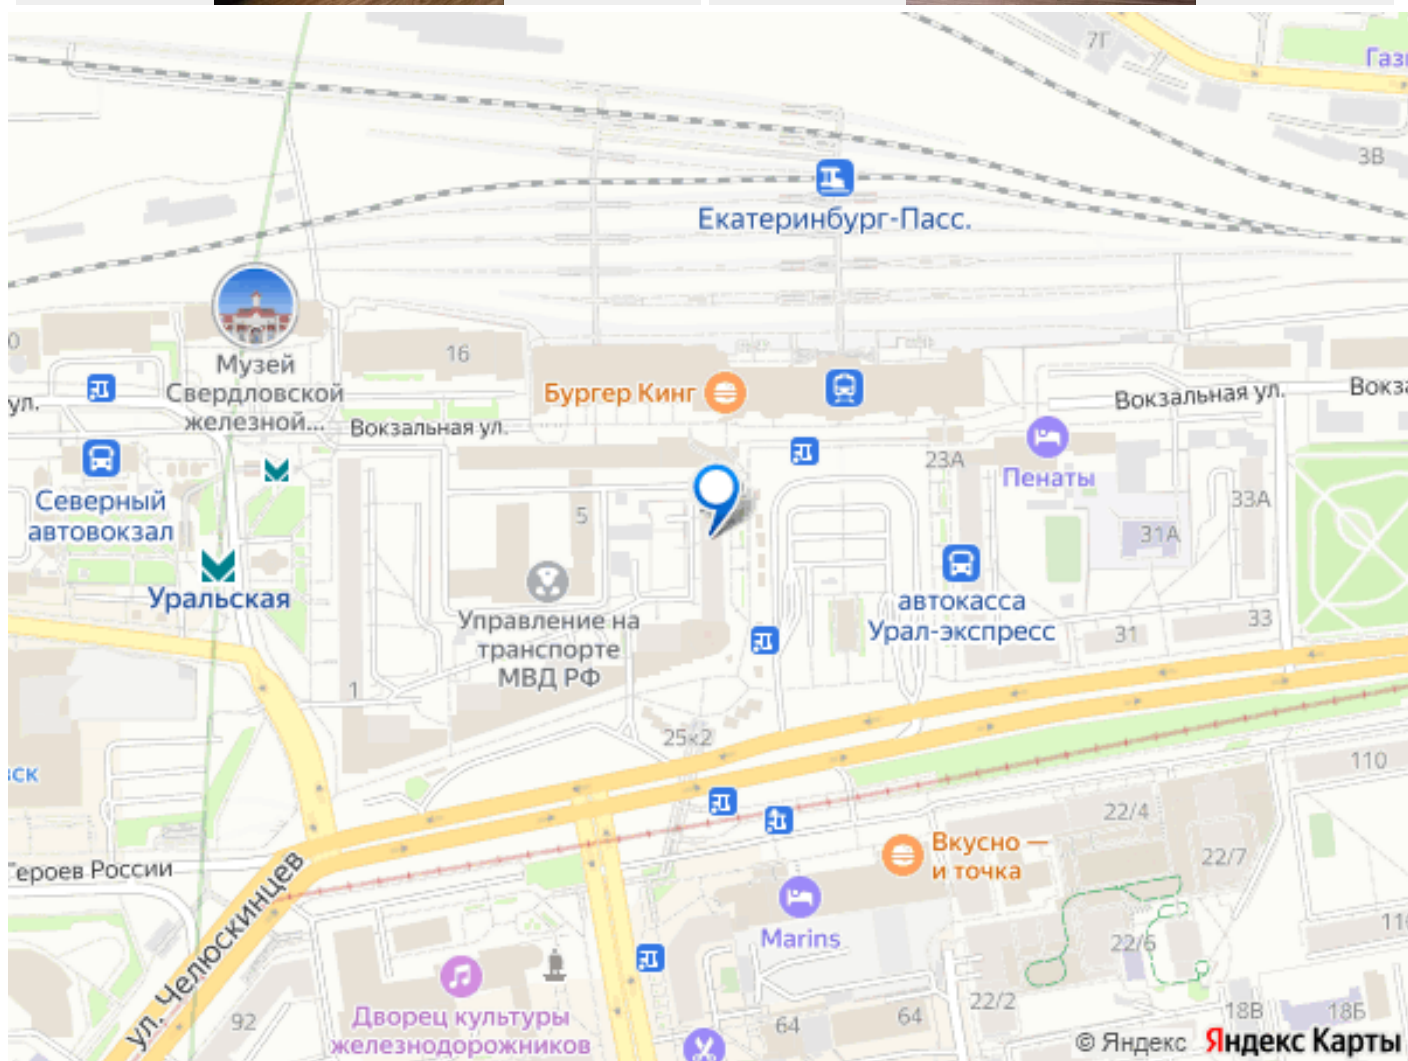 7Г
Газ
3В
Екатеринбург-Пасс.
Музей
Свердловской
железной...
16
Бургер Кинг
ул.
Вокзальная ул.
Вокзальная ул.
Вокз
23А
Пенаты
Северный
автовокзал
5
33А
31А
Уральская
Управление на
транспорте
МВД РФ
автокасса
Урал-экспресс
31
33
1
25к2
110
ск
22/4
Вкусно —
и точка
22/7
ероев России
ул. Челюскинцев
Marins
22/6
11
92
Дворец культуры
железнодорожников
64
64
22/2
18В
18Б
© Яндекс Яндекс Карты